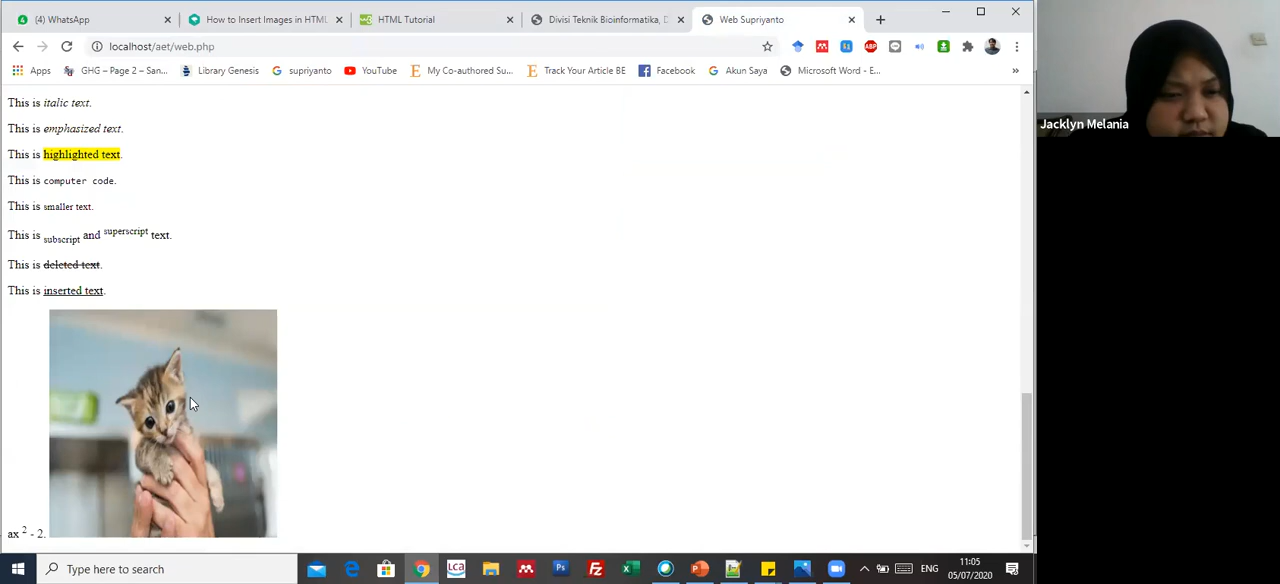 (4) WhatsApp
How to Insert Images in HTML
HTML Tutorial
Divisi Teknik Bioinformatika, D
Web Supriyanto
localhost/aet/web.php
Apps
GHG – Page 2 – San...
Library Genesis
supriyanto
YouTube
My Co-authored Su...
Track Your Article BE
Facebook
Akun Saya
Microsoft Word - E...
Jacklyn Melania
This is italic text.
This is emphasized text.
This is highlighted text.
This is computer code.
This is smaller text.
This is subscript and superscript text.
This is deleted text.
This is inserted text.
ax 2 - 2.
Type here to search
ENG
11:05
05/07/2020